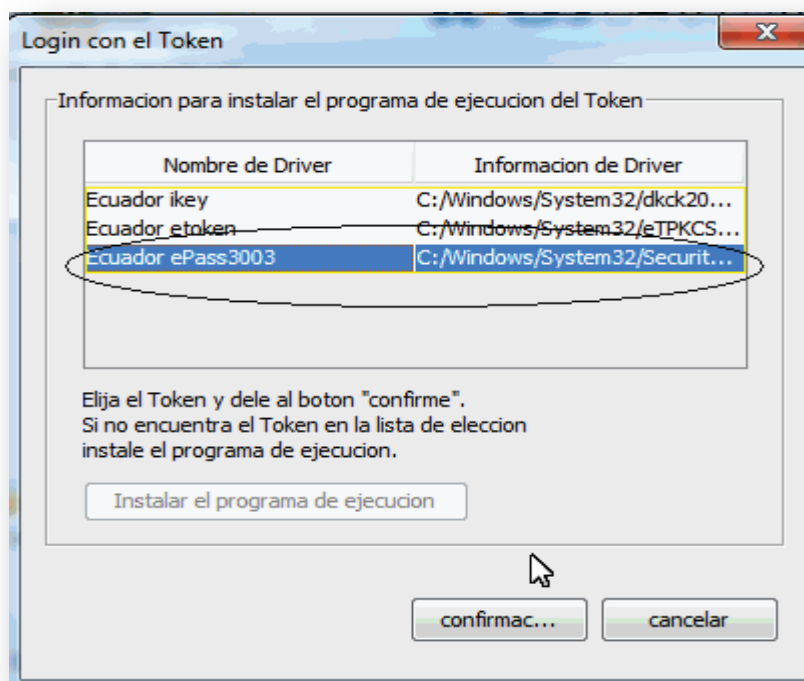 Login con el Token
Informacion para instalar el programa de ejecucion del Token
Nombre de Driver Informacion de Driver
Ecuador ikey C:/Windows/System32/dkck20...
Ecuador etoken C:/Windows/System32/eTPKCS...
Ecuador ePass3003 C:/Windows/System32/Securit...
Elija el Token y dele al boton "confirme".
Si no encuentra el Token en la lista de eleccion
instale el programa de ejecucion.
Instalar el programa de ejecucion
confirmac... cancelar